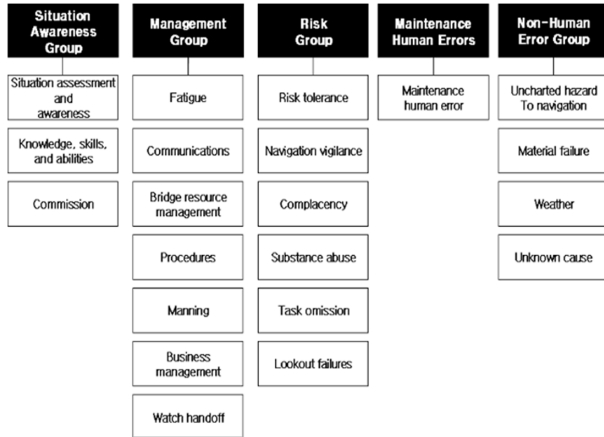 Situation
Awareness
Group
Situation assessment
and
awareness
Knowledge, skills,
and abilities
Commission
Management
Group
Fatigue
Communications
Bridge resource
management
Procedures
Manning
Business
management
Watch handoff
Risk
Group
Risk tolerance
Navigation vigilance
Complacency
Substance abuse
Task omission
Lookout failures
Maintenance
Human Errors
Maintenance
human error
Non-Human
Error Group
Uncharted hazard
To navigation
Material failure
Weather
Unknown cause